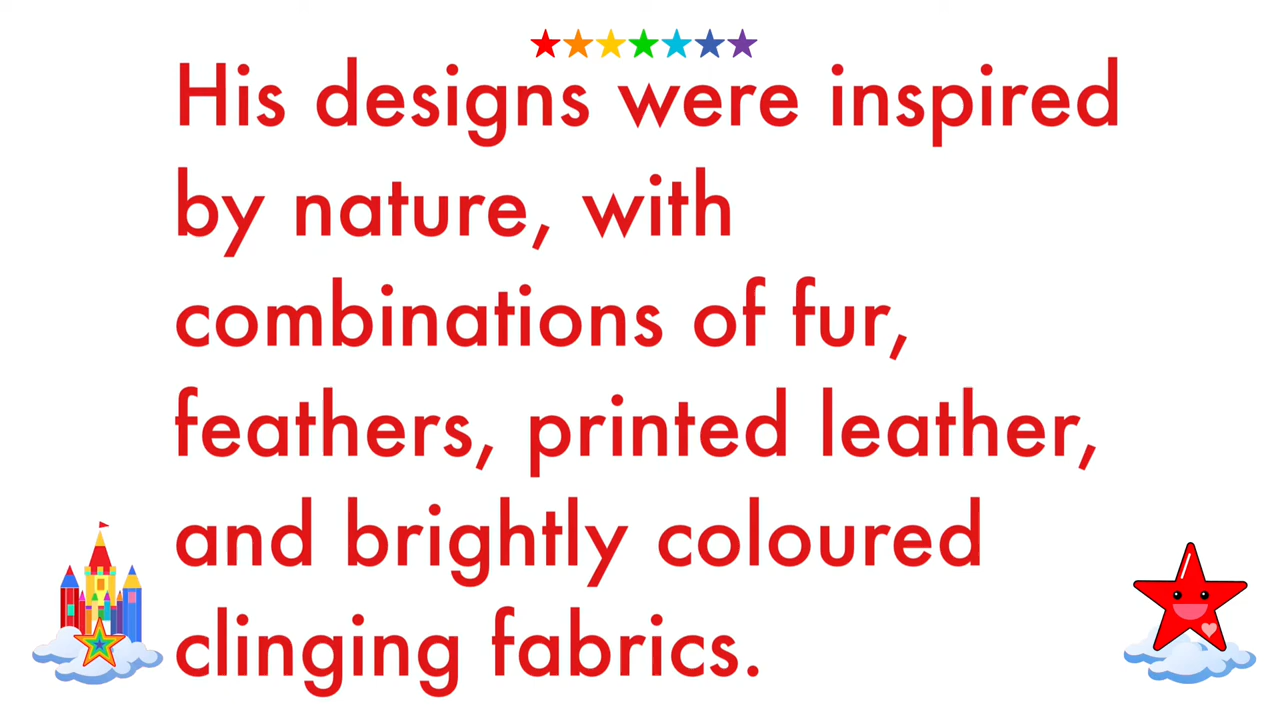 His designs were inspired
by nature, with
combinations of fur,
feathers, printed leather,
and brightly coloured
clinging fabrics.